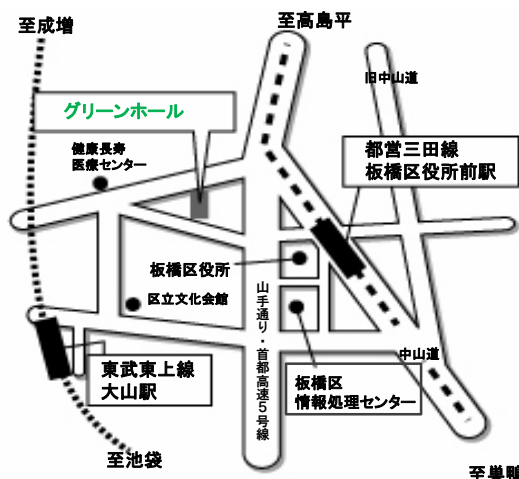 至成増
至高島平
旧中山道
グリーンホール
健康長寿
医療センター
都営三田線
板橋区役所前駅
板橋区役所
区立文化会館
山手通り・首都高速5号線
中山道
東武東上線
大山駅
板橋区
情報処理センター
至池袋
至巣鴨